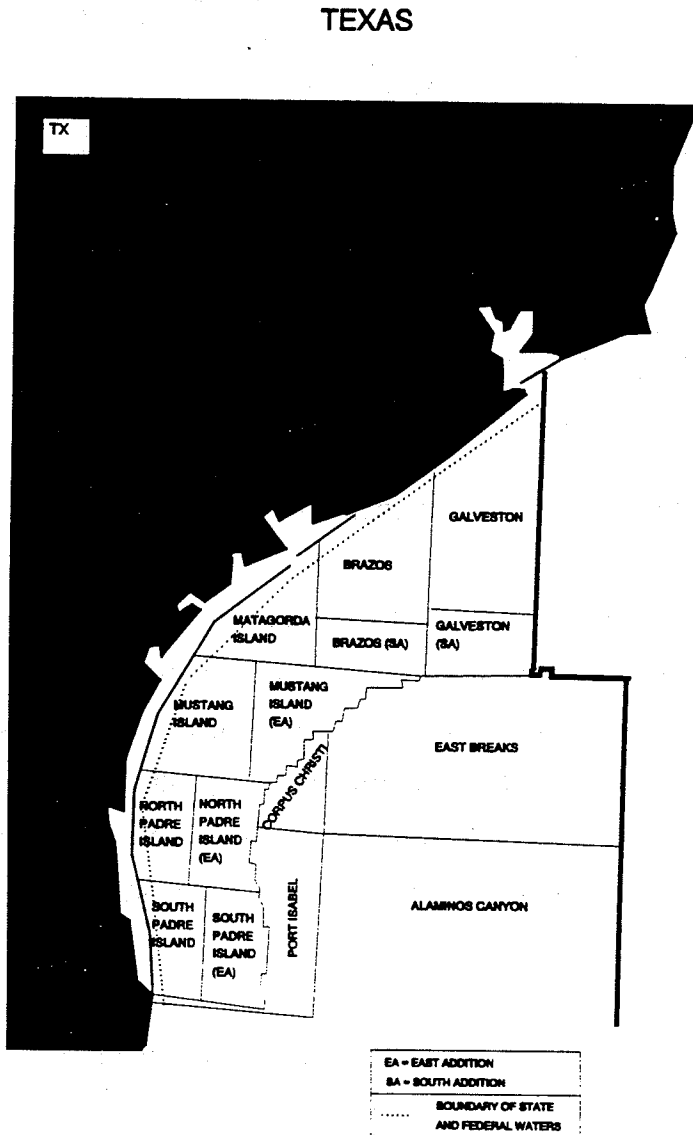 TEXAS
TX
GALVESTON
BRAZOS
MATAGORDA
ISLAND
BRAZOS (SA)
GALVESTON
(SA)
MUSTANG
ISLAND
MUSTANG
ISLAND
(EA)
EAST BREAKS
CORPUS CHRISTI
NORTH
PADRE
ISLAND
NORTH
PADRE
ISLAND
(EA)
SOUTH
PADRE
ISLAND
SOUTH
PADRE
ISLAND
(EA)
PORT ISABEL
ALAMINOS CANYON
EA = EAST ADDITION
SA = SOUTH ADDITION
BOUNDARY OF STATE
AND FEDERAL WATERS